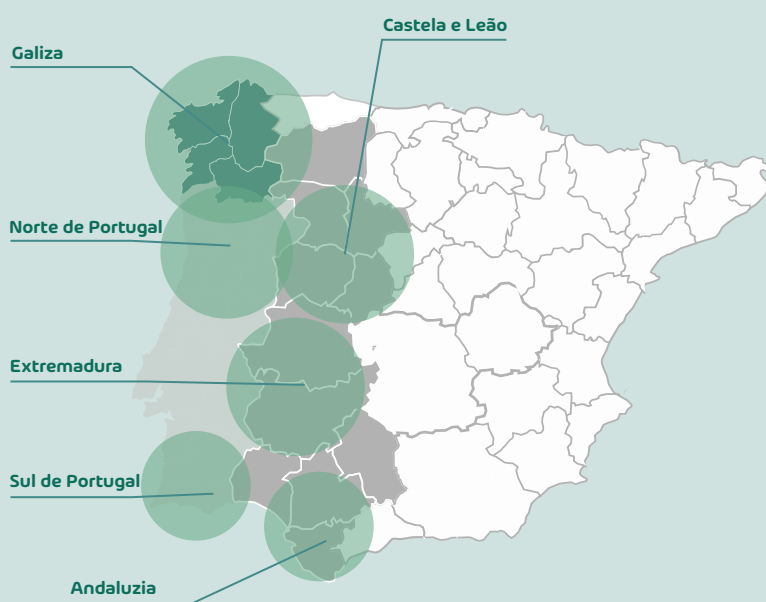 Castela e Leão
Galiza
Norte de Portugal
Extremadura
Sul de Portugal
Andaluzia